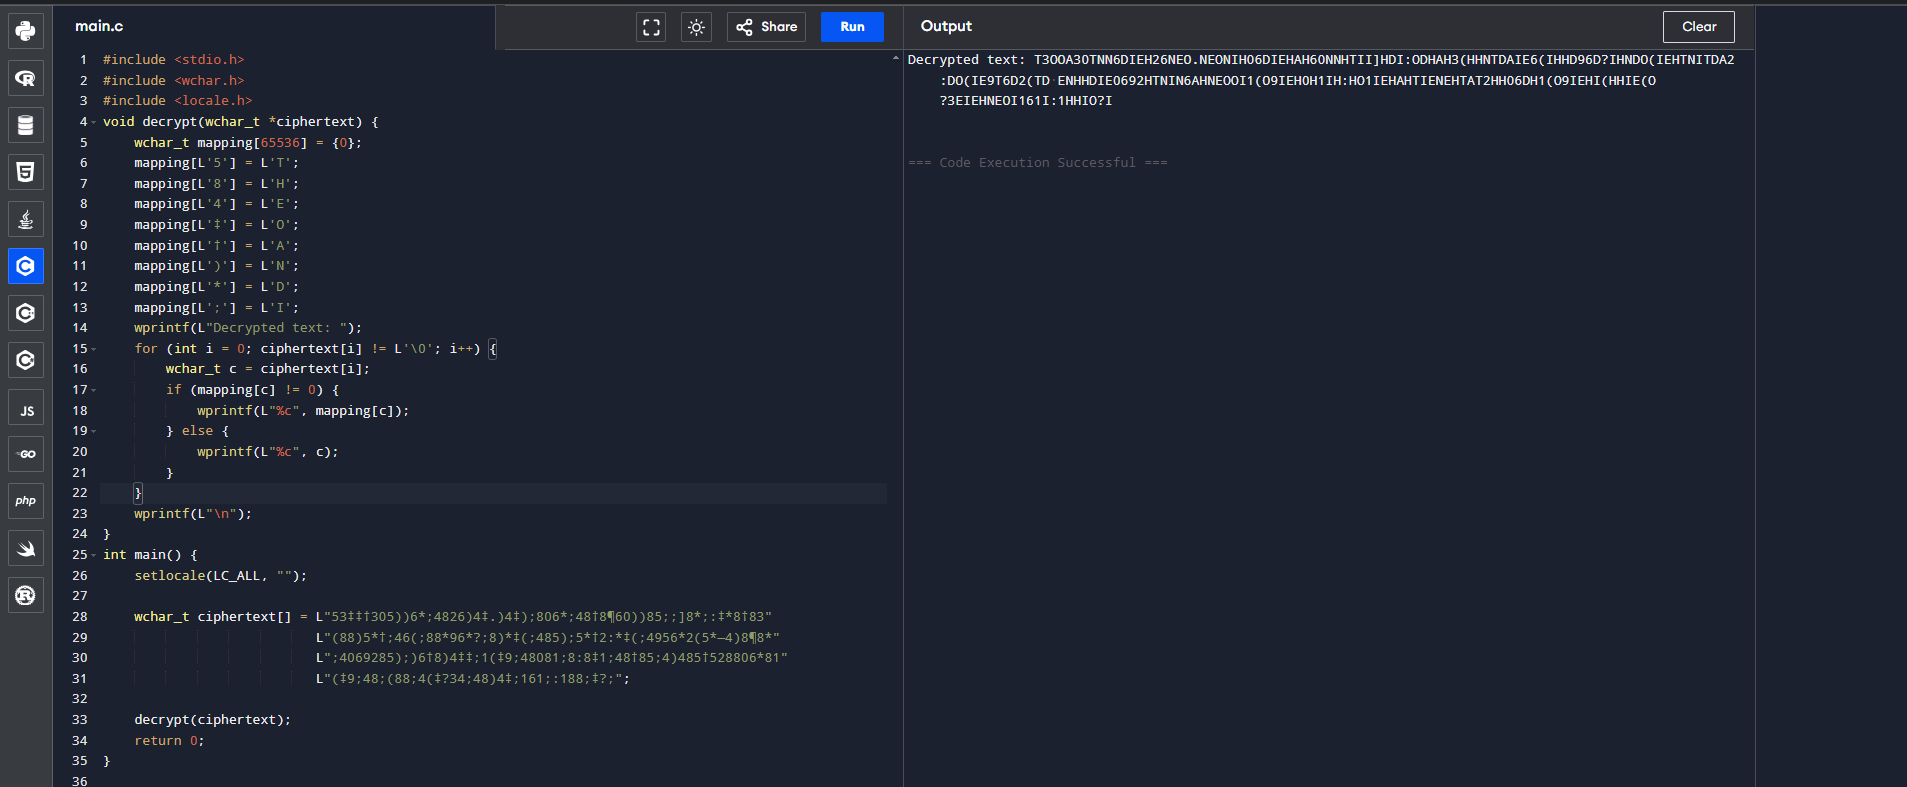 main.c
Share
Run
Output
Clear
1 #include <stdio.h>
2 #include <wchar.h>
3 #include <locale.h>
4 void decrypt(wchar_t *ciphertext) {
5 wchar_t mapping[65536] = {0};
6 mapping[L'5'] = L'T';
7 mapping[L'8'] = L'H';
8 mapping[L'4'] = L'E';
9 mapping[L'‡'] = L'O';
10 mapping[L'†'] = L'A';
11 mapping[L')'] = L'N';
12 mapping[L'*'] = L'D';
13 mapping[L';'] = L'I';
14 wprintf(L"Decrypted text: ");
15 for (int i = 0; ciphertext[i] != L'\0'; i++) {
16 wchar_t c = ciphertext[i];
17 if (mapping[c] != 0) {
18 wprintf(L"%c", mapping[c]);
19 } else {
20 wprintf(L"%c", c);
21 }
22 }
23 wprintf(L"\n");
24 }
25 int main() {
26 setlocale(LC_ALL, "");
27
28 wchar_t ciphertext[] = L"53‡‡†305))6*;4826)4‡.)4‡);806*;48†8¶60))85;;]8*;:‡*8†83"
29 L"(88)5*†;46(;88*96*?;8)*‡(;485);5*†2:*‡(;4956*2(5*—4)8¶8*"
30 L";4069285);)6†8)4‡‡;1(‡9;48081;8:8‡1;48†85;4)485†528806*81"
31 L"(‡9;48;(88;4(‡?34;48)4‡;161;:188;‡?;";
32
33 decrypt(ciphertext);
34 return 0;
35 }
36
JS
GO
php
Decrypted text: T3OOA30TNN6DIEH26NEO.NEONIH06DIEHAH60NNHTII]HDI:ODHAH3(HHNTDAIE6(IHHD96D?IHNDO(IEHTNITDA2
:DO(IE9T6D2(TD ENHHDIE0692HTNIN6AHNEOOI1(O9IEH0H1IH:HO1IEHAHTIENEHTAT2HH06DH1(O9IEHI(HHIE(O
?3EIEHNEOI161I:1HHIO?I
=== Code Execution Successful ===